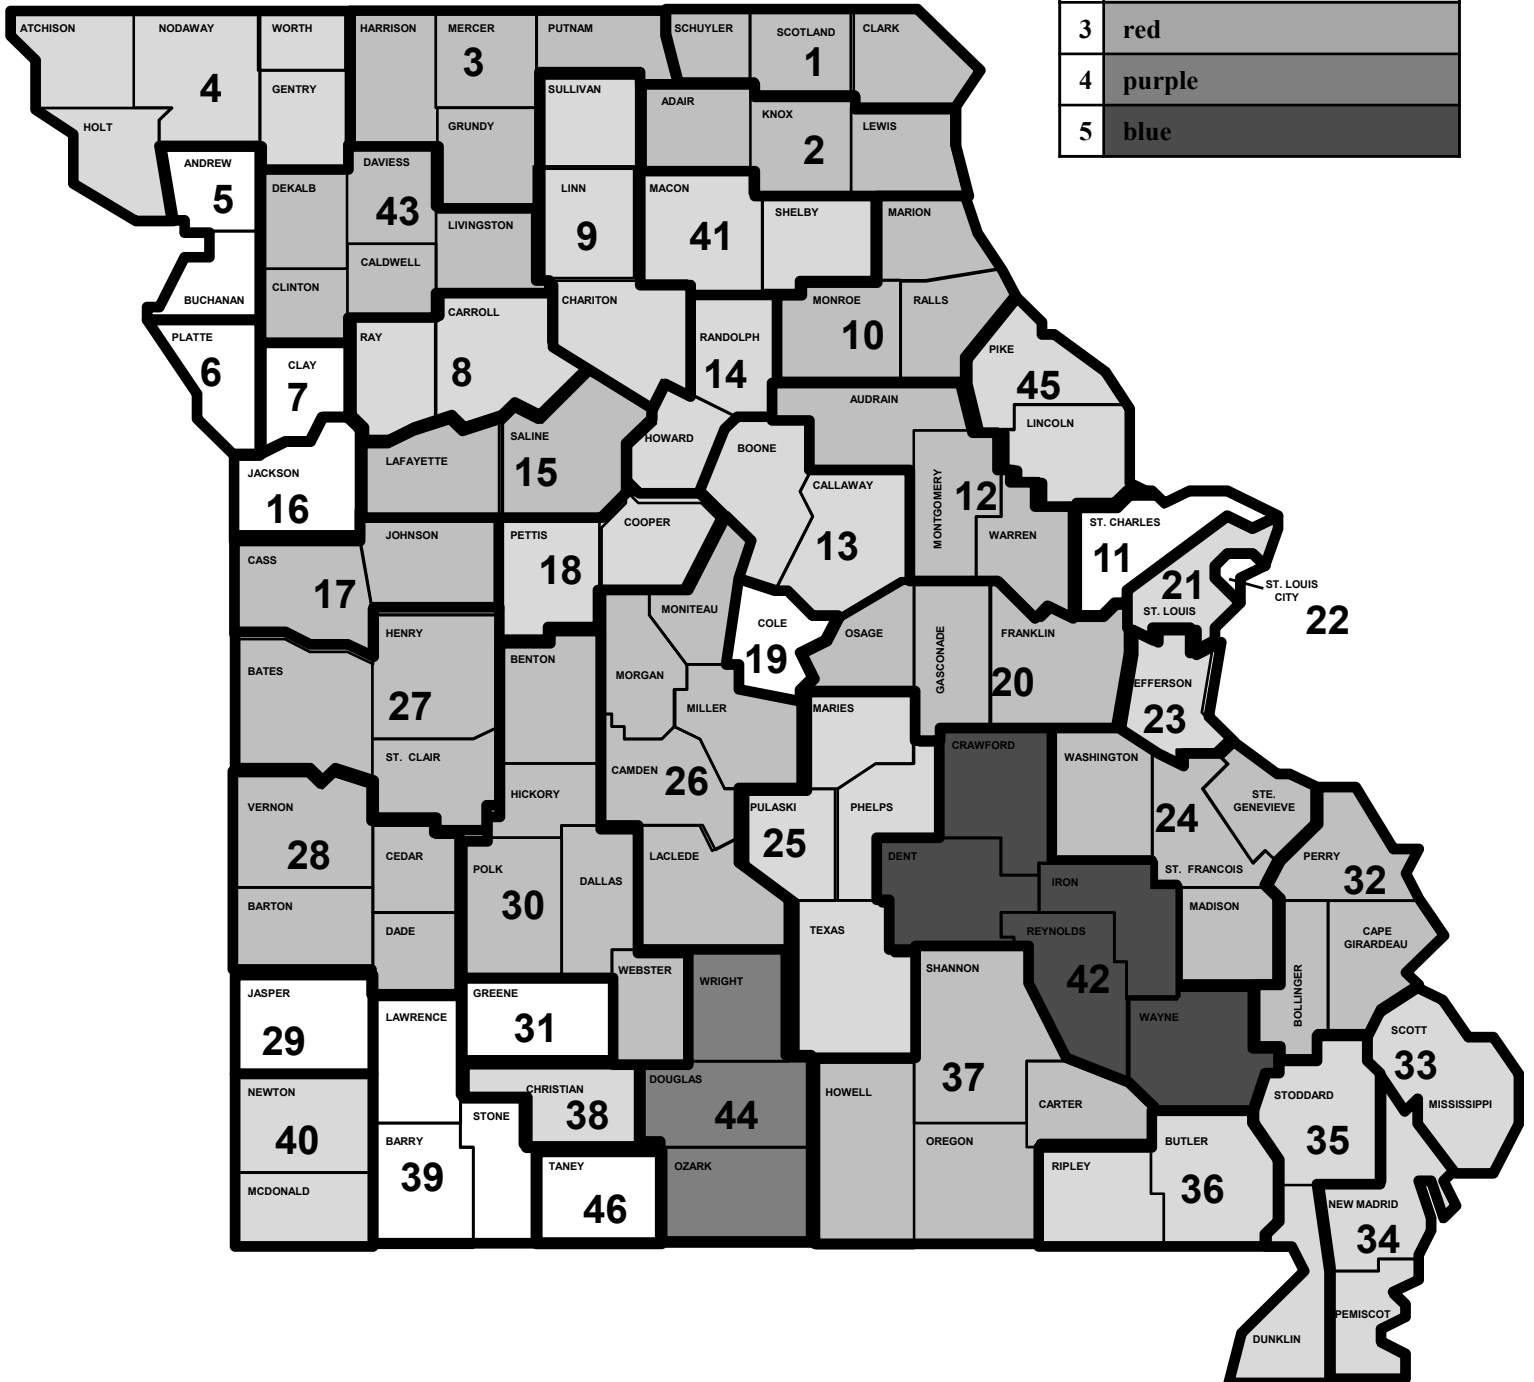 3 red
4 purple
5 blue
ATCHISON
NODAWAY
WORTH
HARRISON
MERCER
PUTNAM
SCHUYLER
SCOTLAND
CLARK
4
3
1
GENTRY
SULLIVAN
ADAIR
KNOX
HOLT
GRUNDY
LEWIS
2
ANDREW
DAVIESS
5
DEKALB
43
LINN
MACON
SHELBY
MARION
LIVINGSTON
9
41
CALDWELL
BUCHANAN
CLINTON
CHARITON
MONROE
RALLS
CARROLL
PLATTE
RAY
RANDOLPH
10
6
CLAY
8
14
PIKE
7
45
AUDRAIN
LINCOLN
SALINE
HOWARD
BOONE
LAFAYETTE
JACKSON
15
CALLAWAY
16
MONTGOMERY
12
JOHNSON
PETTIS
COOPER
ST. CHARLES
CASS
18
13
WARREN
11
17
21
ST. LOUIS
CITY
22
MONITEAU
ST. LOUIS
HENRY
COLE
OSAGE
GASCONADE
FRANKLIN
BENTON
19
BATES
MORGAN
20
JEFFERSON
27
MILLER
MARIES
23
ST. CLAIR
CRAWFORD
WASHINGTON
CAMDEN
26
HICKORY
VERNON
PULASKI
PHELPS
STE.
GENEVIEVE
24
28
CEDAR
25
POLK
LACLEDE
DENT
ST. FRANCOIS
PERRY
DALLAS
IRON
32
BARTON
30
MADISON
DADE
TEXAS
REYNOLDS
CAPE
GIRARDEAU
WEBSTER
SHANNON
42
BOLLINGER
JASPER
GREENE
WRIGHT
LAWRENCE
WAYNE
29
31
SCOTT
33
NEWTON
CHRISTIAN
DOUGLAS
HOWELL
37
STODDARD
38
44
CARTER
MISSISSIPPI
STONE
40
BARRY
OREGON
BUTLER
35
39
TANEY
OZARK
RIPLEY
MCDONALD
46
36
NEW MADRID
34
PEMISCOT
DUNKLIN